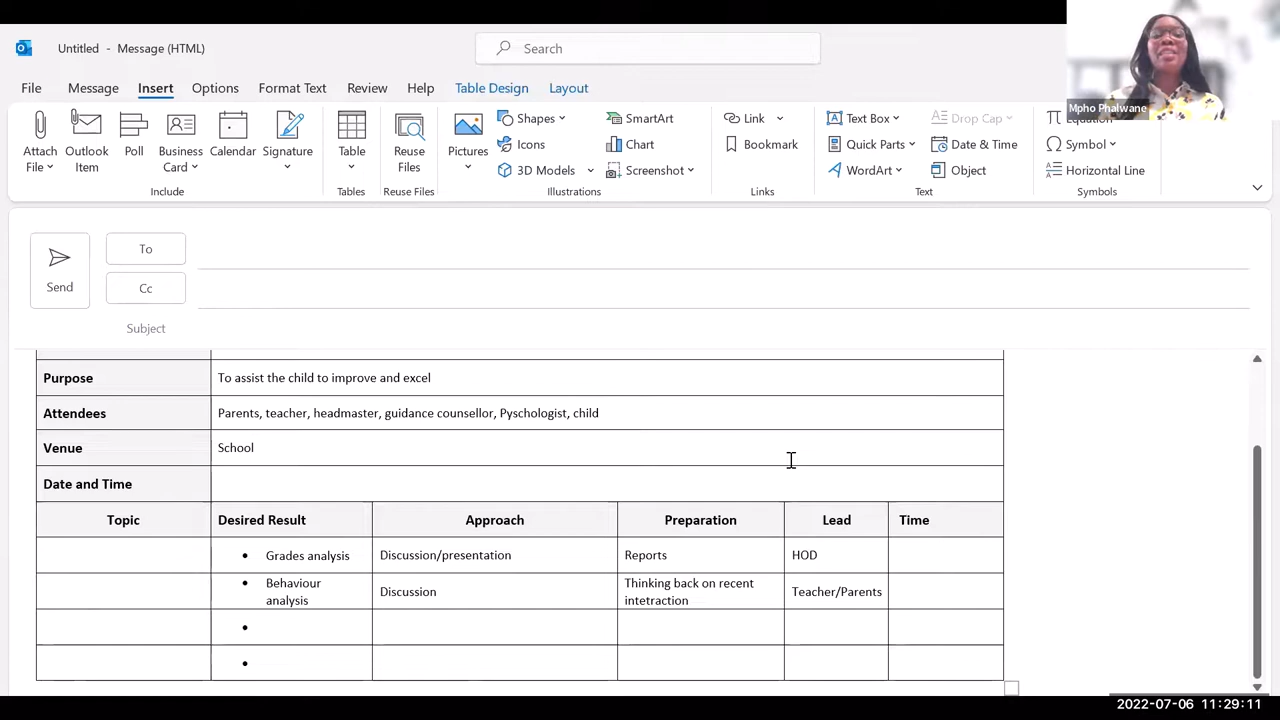 Untitled - Message (HTML)
Search
Mpho Phalwane
File Message Insert Options Format Text Review Help Table Design Layout
Attach File
Outlook Item
Poll
Business Card
Calendar
Signature
Include
Table
Tables
Reuse Files
Reuse Files
Pictures
Shapes
Icons
3D Models
SmartArt
Chart
Screenshot
Illustrations
Link
Bookmark
Links
Text Box
Quick Parts
WordArt
Drop Cap
Date & Time
Object
Text
Equation
Symbol
Horizontal Line
Symbols
Send
To
Cc
Subject
Purpose To assist the child to improve and excel
Attendees Parents, teacher, headmaster, guidance counsellor, Pyschologist, child
Venue School
Date and Time
Topic Desired Result Approach Preparation Lead Time
• Grades analysis Discussion/presentation Reports HOD
• Behaviour analysis Discussion Thinking back on recent intetraction Teacher/Parents
•
•
2022-07-06 11:29:11